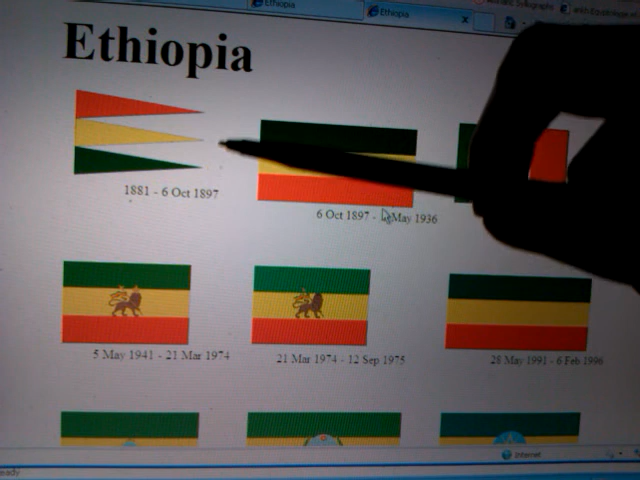 Ethiopia
Ethiopia
Ethiopia
1881 - 6 Oct 1897
6 Oct 1897 - May 1936
5 May 1941 - 21 Mar 1974
21 Mar 1974 - 12 Sep 1975
28 May 1991 - 6 Feb 1996
Internet